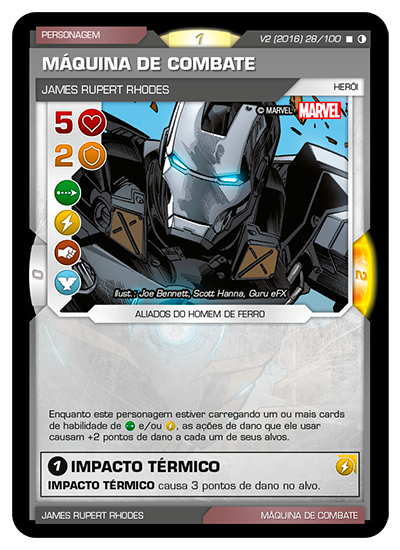 PERSONAGEM
1
V2 (2016) 28/100
MÁQUINA DE COMBATE
JAMES RUPERT RHODES
HERÓI
© MARVEL MARVEL
5
2
0
2
Illust.: Joe Bennett, Scott Hanna, Guru eFX
ALIADOS DO HOMEM DE FERRO
Enquanto este personagem estiver carregando um ou mais cards
de habilidade de e/ou , as ações de dano que ele usar
causam +2 pontos de dano a cada um de seus alvos.
1 IMPACTO TÉRMICO
IMPACTO TÉRMICO causa 3 pontos de dano no alvo.
JAMES RUPERT RHODES
MÁQUINA DE COMBATE